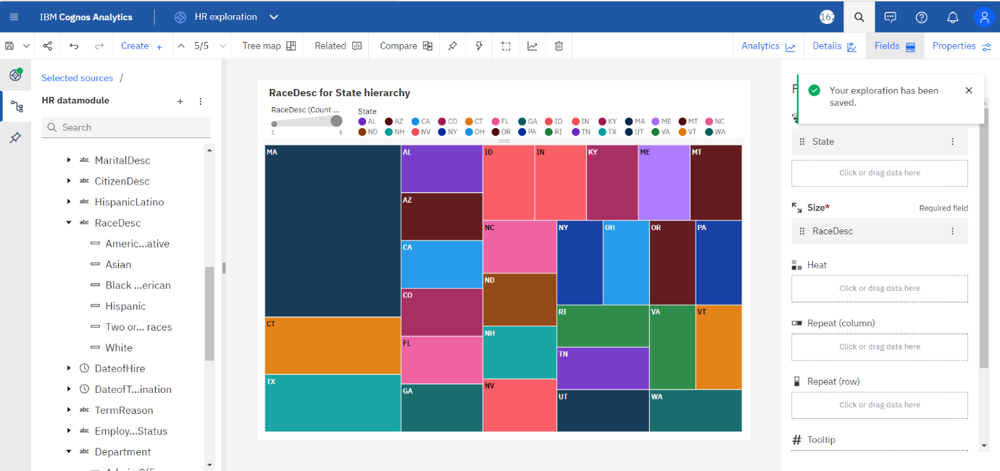 IBM Cognos Analytics
HR exploration
162
Create +
5/5
Tree map
Related
Compare
Analytics
Details
Fields
Properties
Selected sources /
HR datamodule
Search
abc MaritalDesc
abc CitizenDesc
abc HispanicLatino
abc RaceDesc
Americ...ative
Asian
Black ...erican
Hispanic
Two or... races
White
DateofHire
DateofT...ination
abc TermReason
abc Employ...Status
abc Department
RaceDesc for State hierarchy
RaceDesc (Count ...
1 6
State
AL AZ CA CO CT FL GA ID IN KY MA ME MT NC
ND NH NV NY OH OR PA RI TN TX UT VA VT WA
MA
CT
TX
AL
AZ
CA
CO
FL
GA
ID
IN
KY
ME
MT
NC
ND
NH
NV
NY
OH
OR
PA
RI
TN
VA
VT
UT
WA
Your exploration has been
saved.
State
Click or drag data here
Size* Required field
RaceDesc
Heat
Click or drag data here
Repeat (column)
Click or drag data here
Repeat (row)
Click or drag data here
# Tooltip